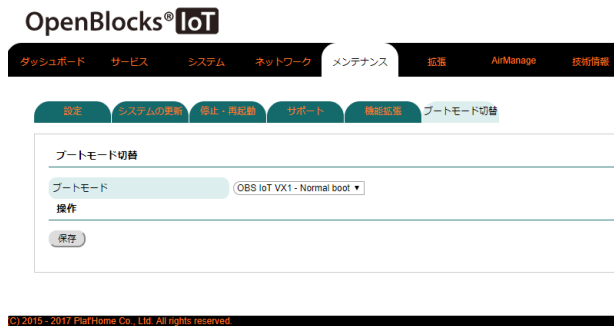 OpenBlocks® IoT
ダッシュボード サービス システム ネットワーク メンテナンス 拡張 AirManage 技術情報
設定 システムの更新 停止・再起動 サポート 機能拡張 ブートモード切替
ブートモード切替
ブートモード OBS IoT VX1 - Normal boot ▼
操作
保存
(C) 2015 - 2017 Plat'Home Co., Ltd. All rights reserved.